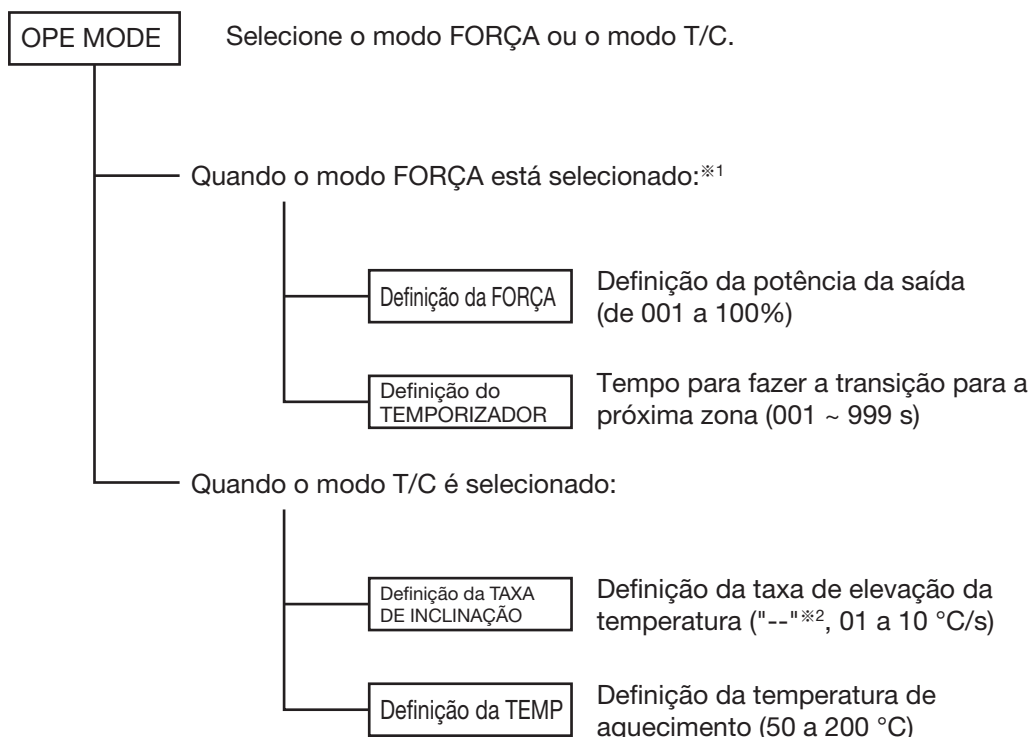 OPE MODE
Selecione o modo FORÇA ou o modo T/C.
Quando o modo FORÇA está selecionado:※1
Definição da FORÇA
Definição da potência da saída
(de 001 a 100%)
Definição do
TEMPORIZADOR
Tempo para fazer a transição para a
próxima zona (001 ~ 999 s)
Quando o modo T/C é selecionado:
Definição da TAXA
DE INCLINAÇÃO
Definição da taxa de elevação da
temperatura ("--"※2, 01 a 10 °C/s)
Definição da TEMP
Definição da temperatura de
aquecimento (50 a 200 °C)